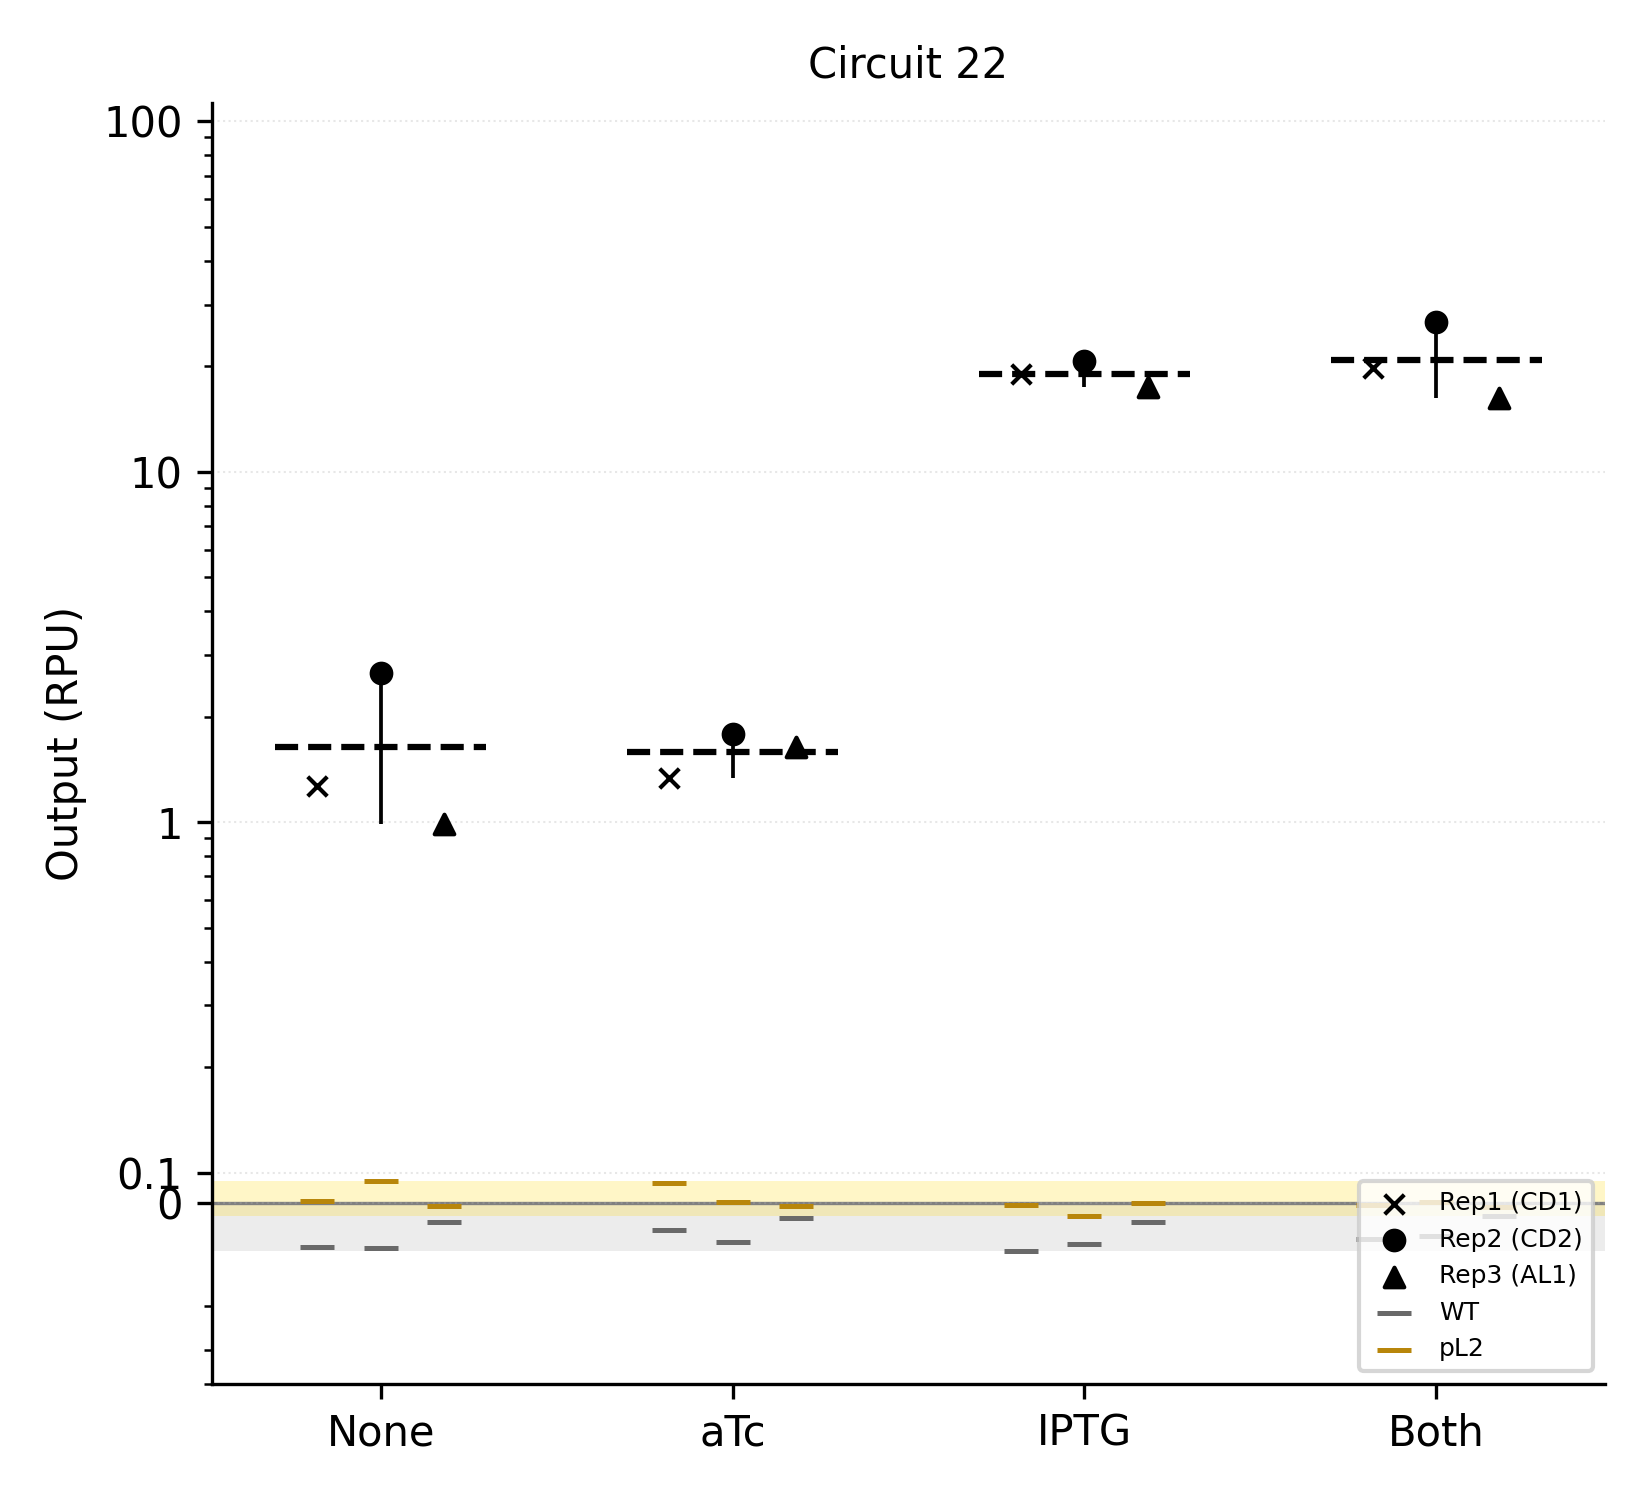 Circuit 22
100
10
1
0.1
0
Output (RPU)
None
aTc
IPTG
Both
Rep1 (CD1)
Rep2 (CD2)
Rep3 (AL1)
WT
pL2